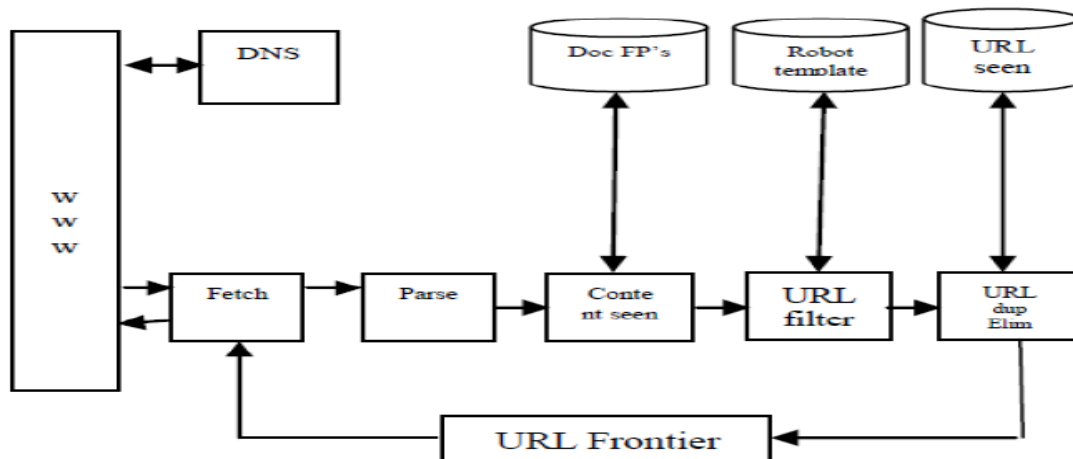 DNS
Doc FP's
Robot
template
URL
seen
W
W
W
Fetch
Parse
Conte
nt seen
URL
filter
URL
dup
Elim
URL Frontier